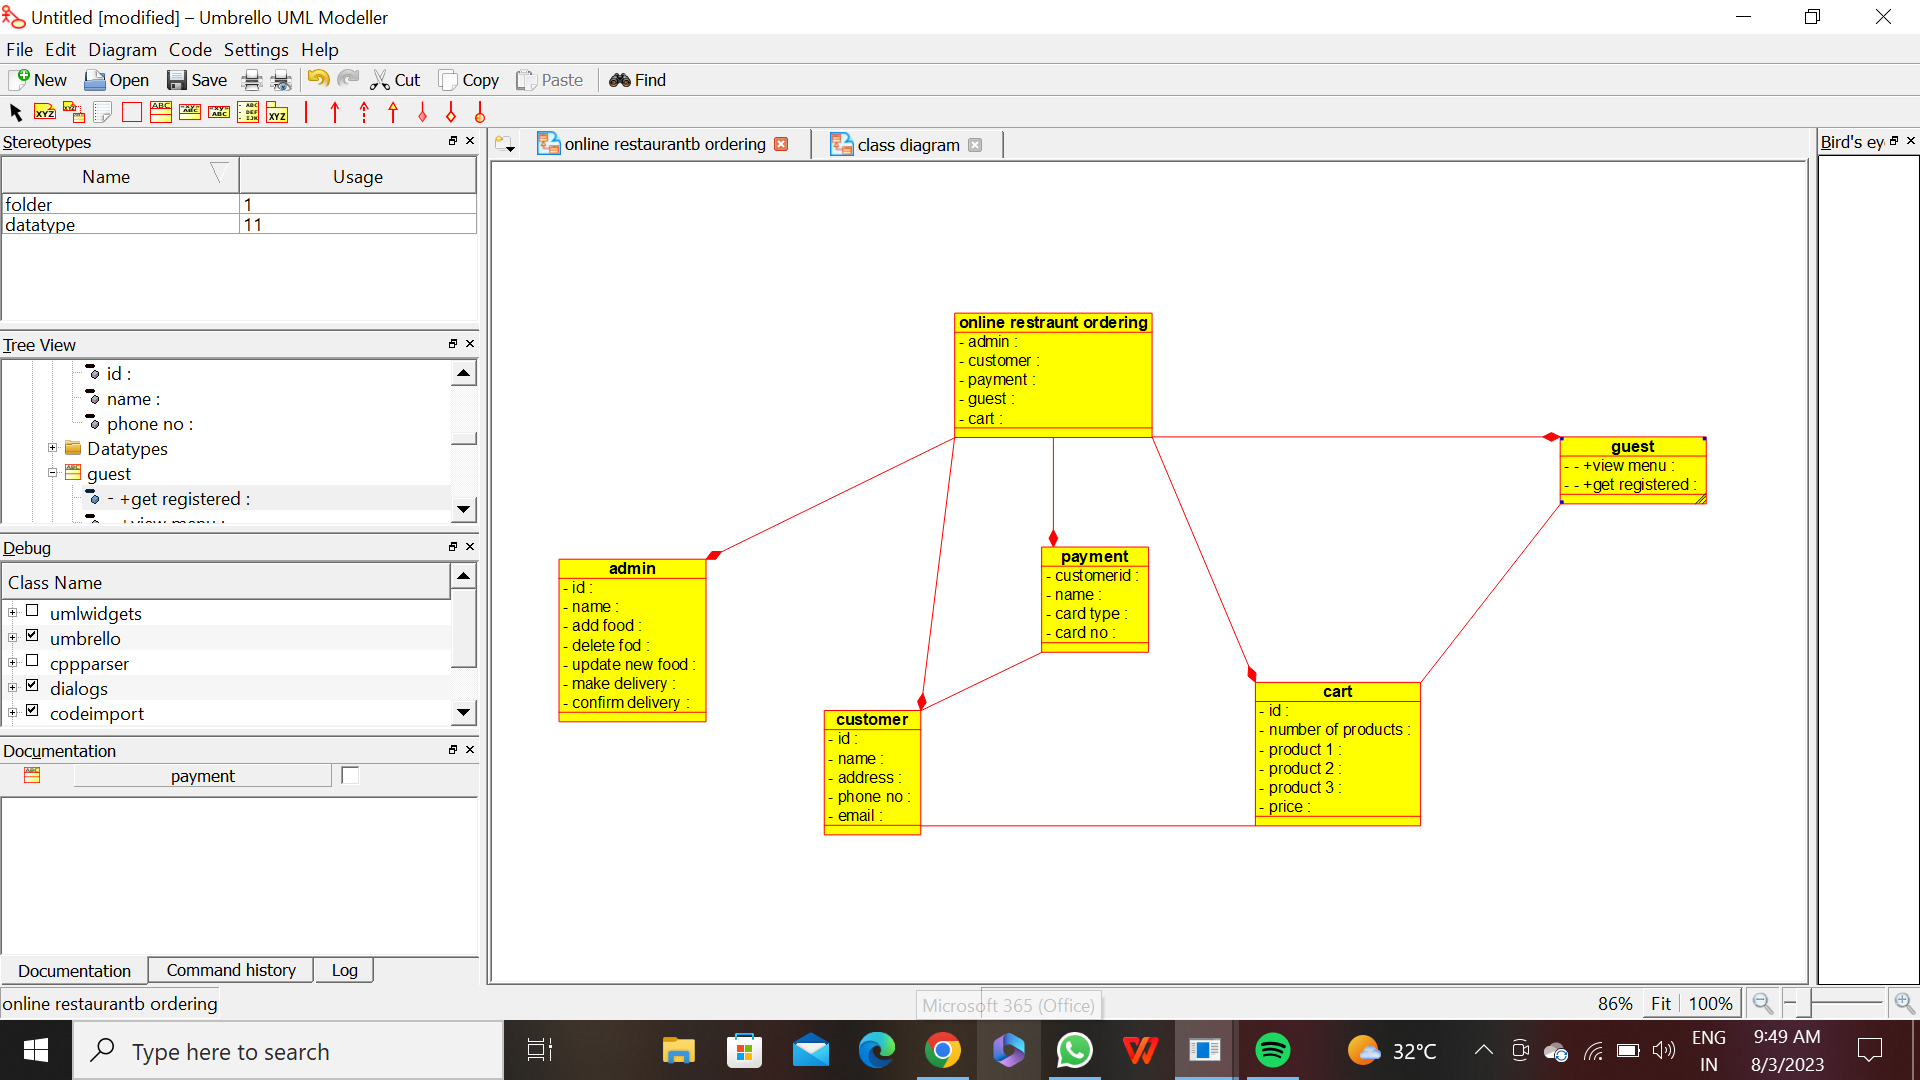 Untitled [modified] – Umbrello UML Modeller
File Edit Diagram Code Settings Help
New Open Save Cut Copy Paste Find
Stereotypes
Name Usage
folder 1
datatype 11
Tree View
id :
name :
phone no :
Datatypes
guest
- +get registered :
Debug
Class Name
umlwidgets
umbrello
cppparser
dialogs
codeimport
Documentation
payment
Documentation Command history Log
online restaurantb ordering
online restaurantb ordering class diagram
Bird's ey
online restraunt ordering
- admin :
- customer :
- payment :
- guest :
- cart :
guest
- - +view menu :
- - +get registered :
admin
- id :
- name :
- add food :
- delete fod :
- update new food :
- make delivery :
- confirm delivery :
payment
- customerid :
- name :
- card type :
- card no :
customer
- id :
- name :
- address :
- phone no :
- email :
cart
- id :
- number of products :
- product 1 :
- product 2 :
- product 3 :
- price :
Microsoft 365 (Office)
86% Fit 100%
Type here to search
32°C
ENG
IN
9:49 AM
8/3/2023